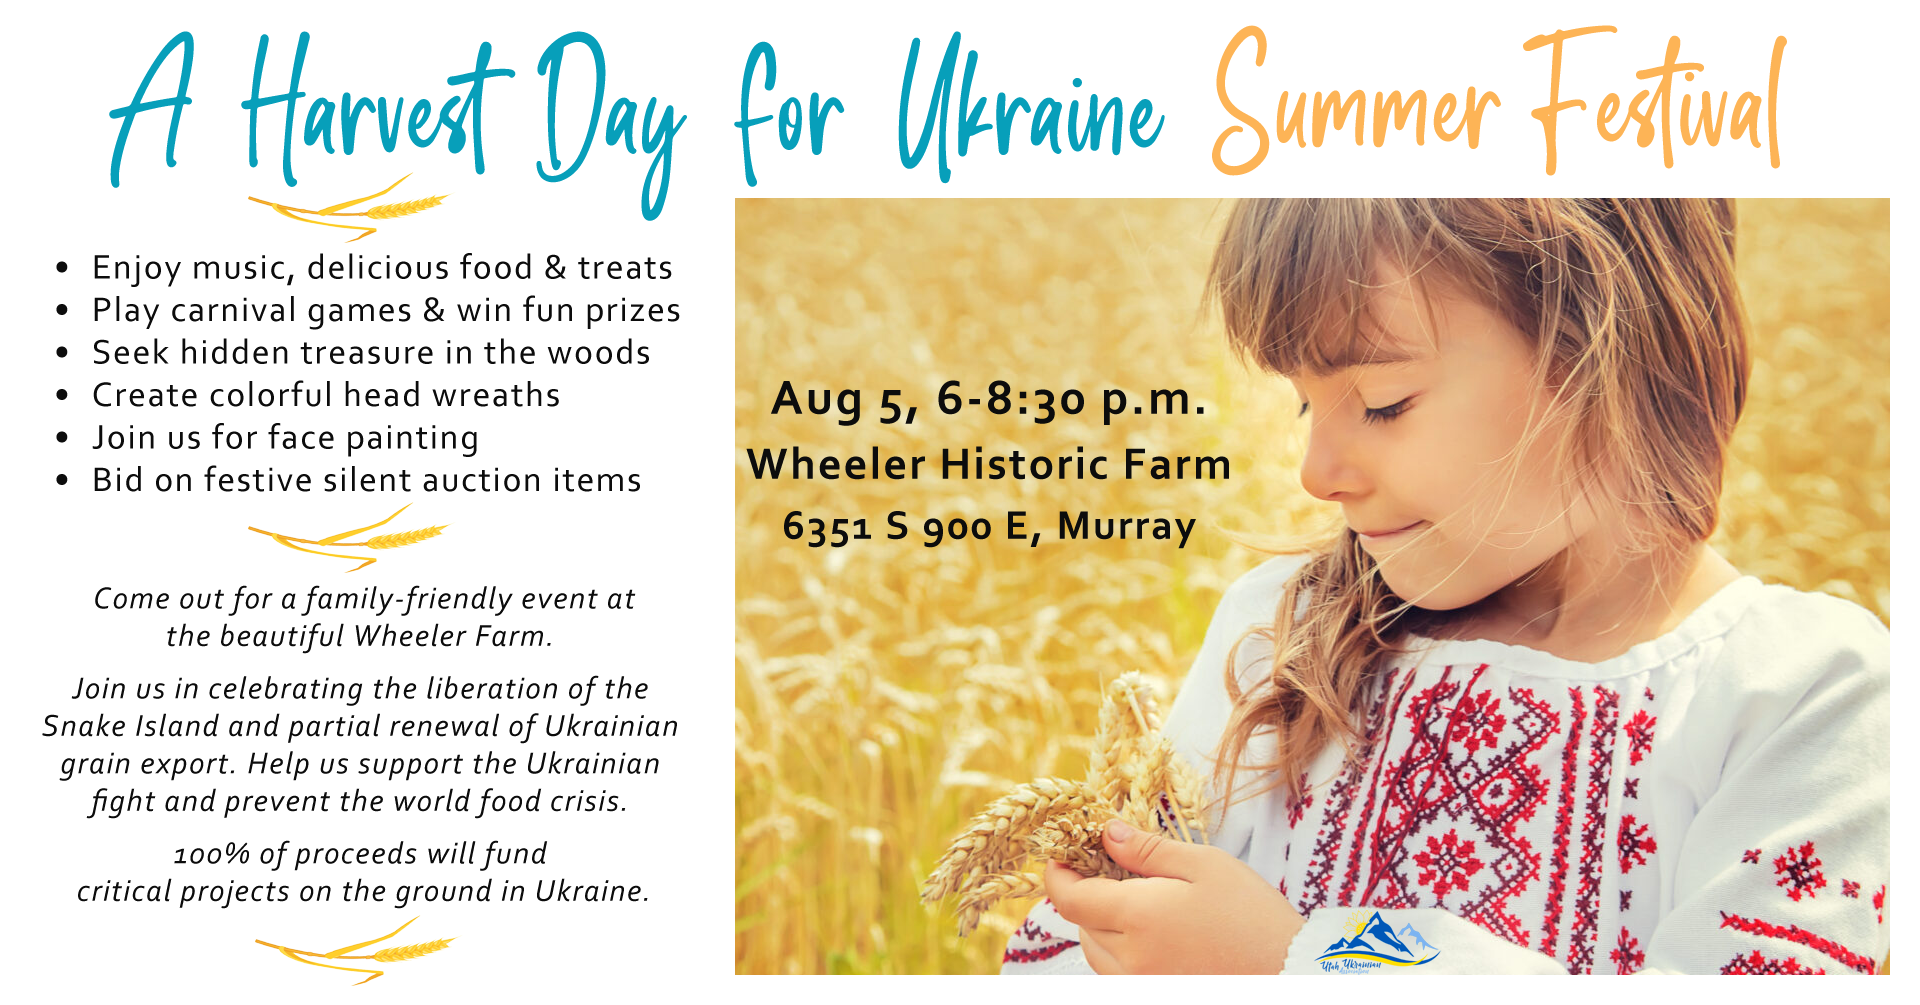 A Harvest Day for Ukraine Summer Festival
• Enjoy music, delicious food & treats
• Play carnival games & win fun prizes
• Seek hidden treasure in the woods
• Create colorful head wreaths
• Join us for face painting
• Bid on festive silent auction items
Come out for a family-friendly event at
the beautiful Wheeler Farm.
Join us in celebrating the liberation of the
Snake Island and partial renewal of Ukrainian
grain export. Help us support the Ukrainian
fight and prevent the world food crisis.
100% of proceeds will fund
critical projects on the ground in Ukraine.
Aug 5, 6-8:30 p.m.
Wheeler Historic Farm
6351 S 900 E, Murray
Utah Ukrainian
Association